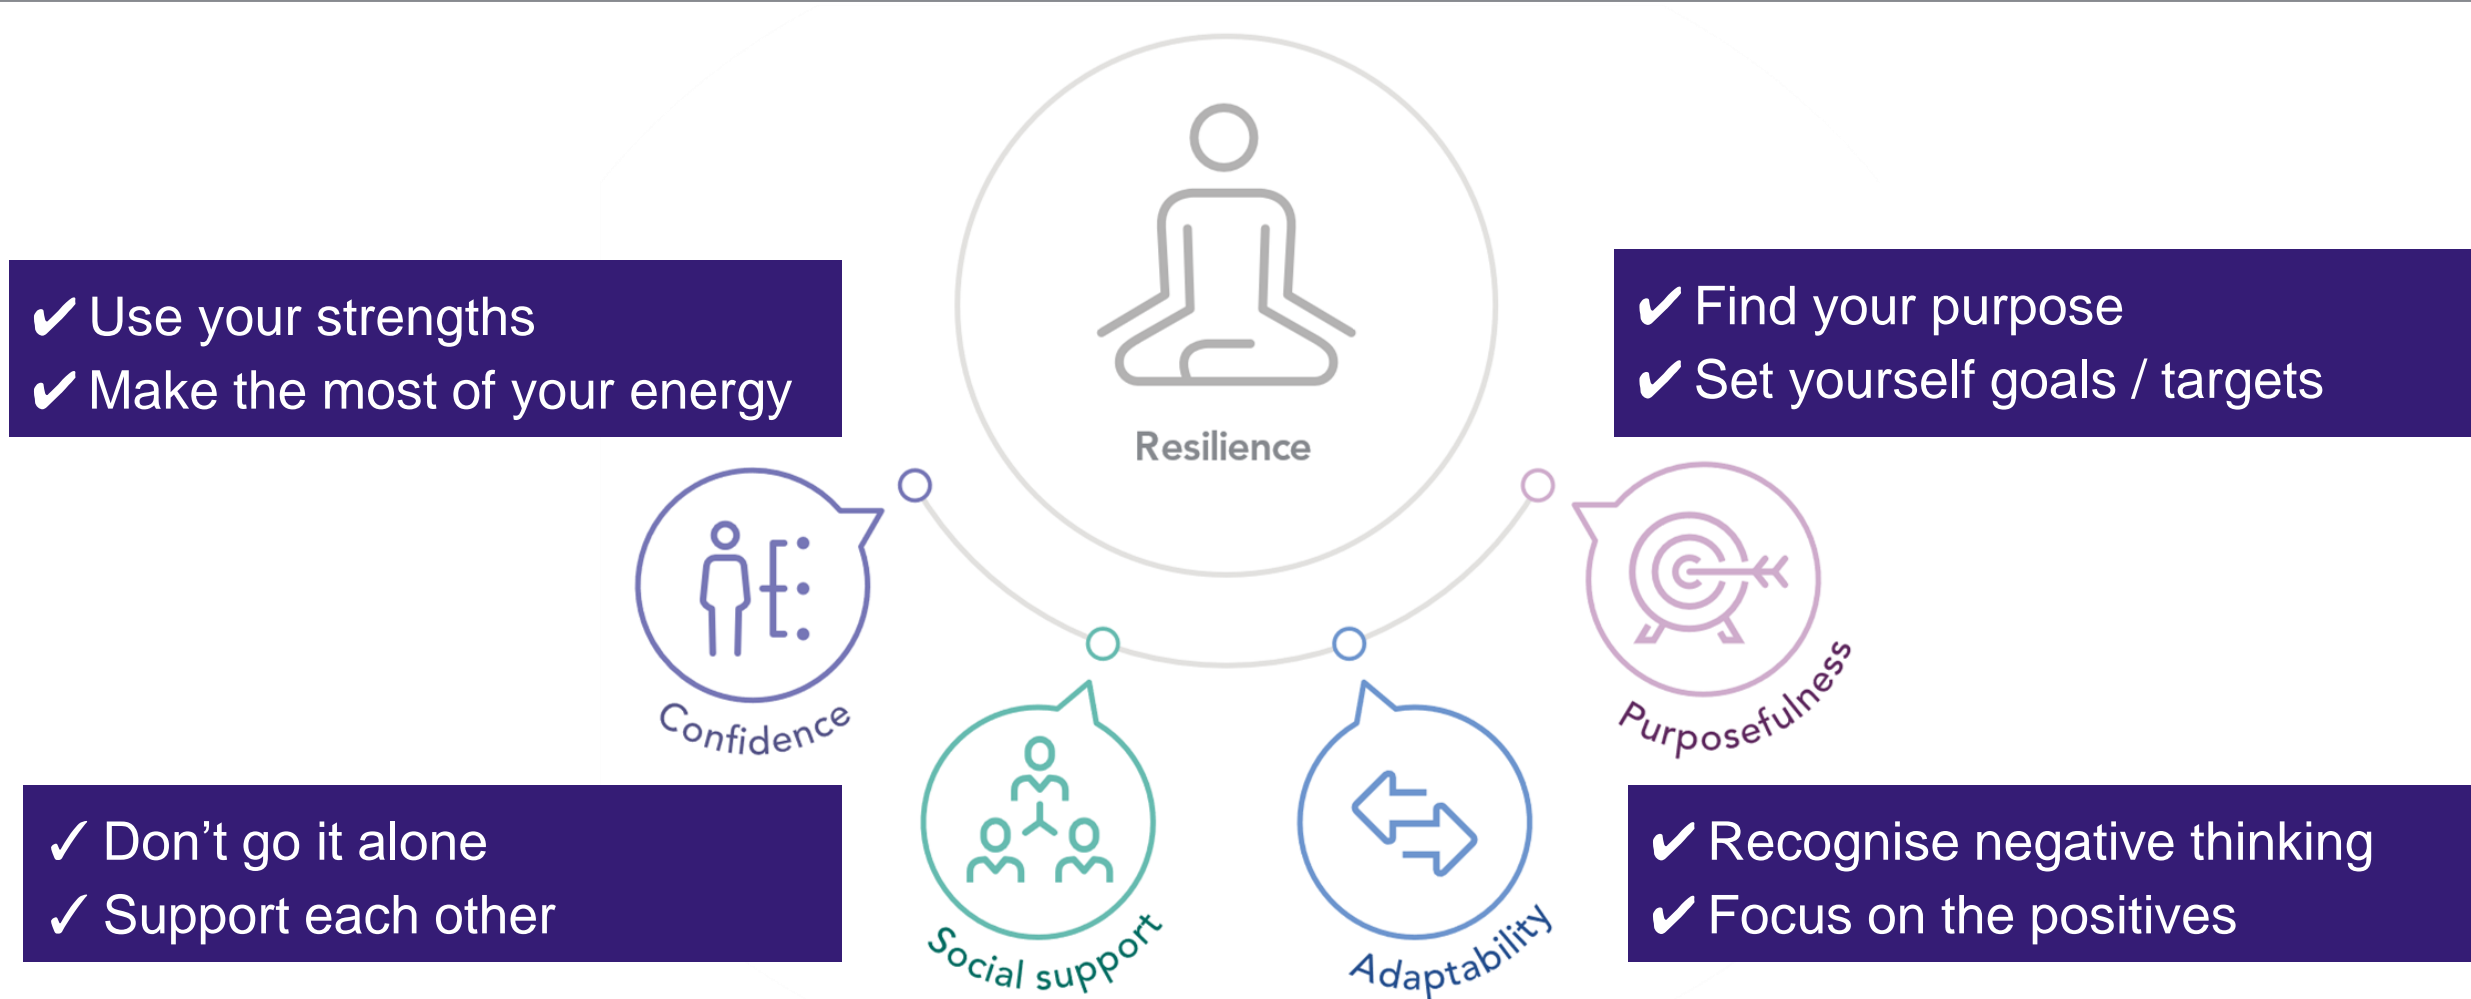 Resilience
✔ Use your strengths
✔ Make the most of your energy
✔ Find your purpose
✔ Set yourself goals / targets
Confidence
Purposefulness
✓ Don’t go it alone
✓ Support each other
Social support
Adaptability
✔ Recognise negative thinking
✔ Focus on the positives